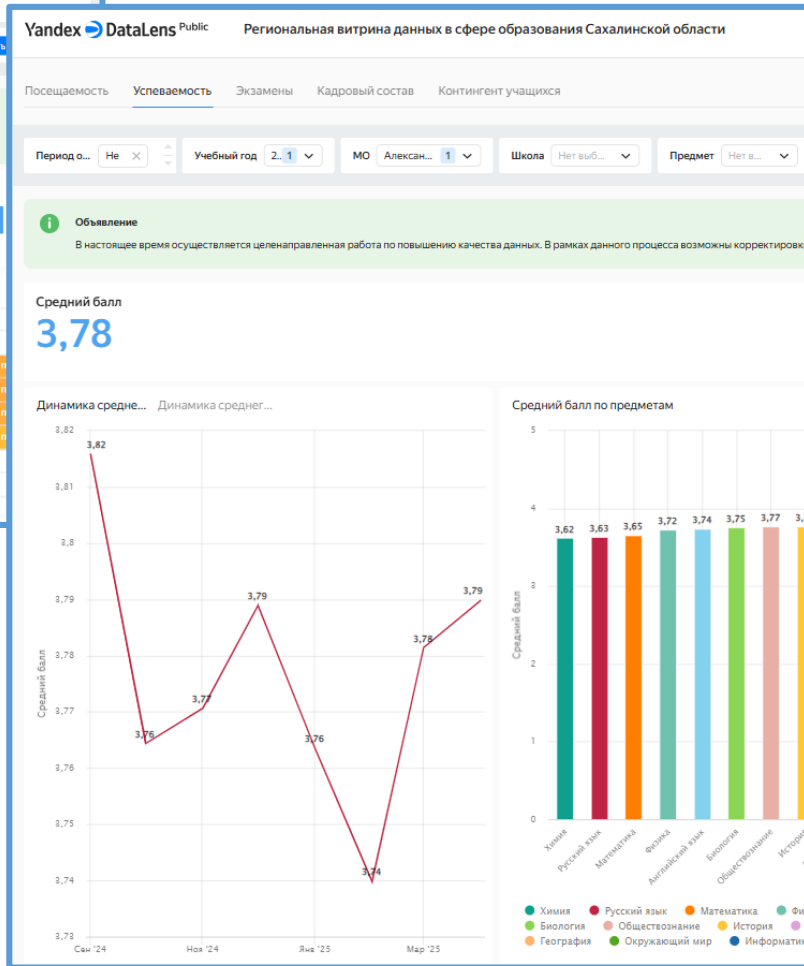 Yandex DataLens Public
Региональная витрина данных в сфере образования Сахалинской области
Посещаемость Успеваемость Экзамены Кадровый состав Контингент учащихся
Период о... Не Учебный год 2.. 1 МО Алексан... 1 Школа Нет выб... Предмет Нет в...
Объявление
В настоящее время осуществляется целенаправленная работа по повышению качества данных. В рамках данного процесса возможны корректировк
Средний балл
3,78
Динамика средне... Динамика среднег...
Средний балл
3,82
3,81
3,8
3,79
3,78
3,77
3,76
3,75
3,74
3,73
3,82
3,76
3,77
3,79
3,76
3,74
3,78
3,79
Сен '24 Ноя '24 Янв '25 Мар '25
Средний балл по предметам
Средний балл
5
4
3
2
1
0
3,62 3,63 3,65 3,72 3,74 3,75 3,77 3,
Химия
Русский язык
Математика
Физика
Английский язык
Биология
Обществознание
История
Химия Русский язык Математика Фи
Биология Обществознание История
География Окружающий мир Информати